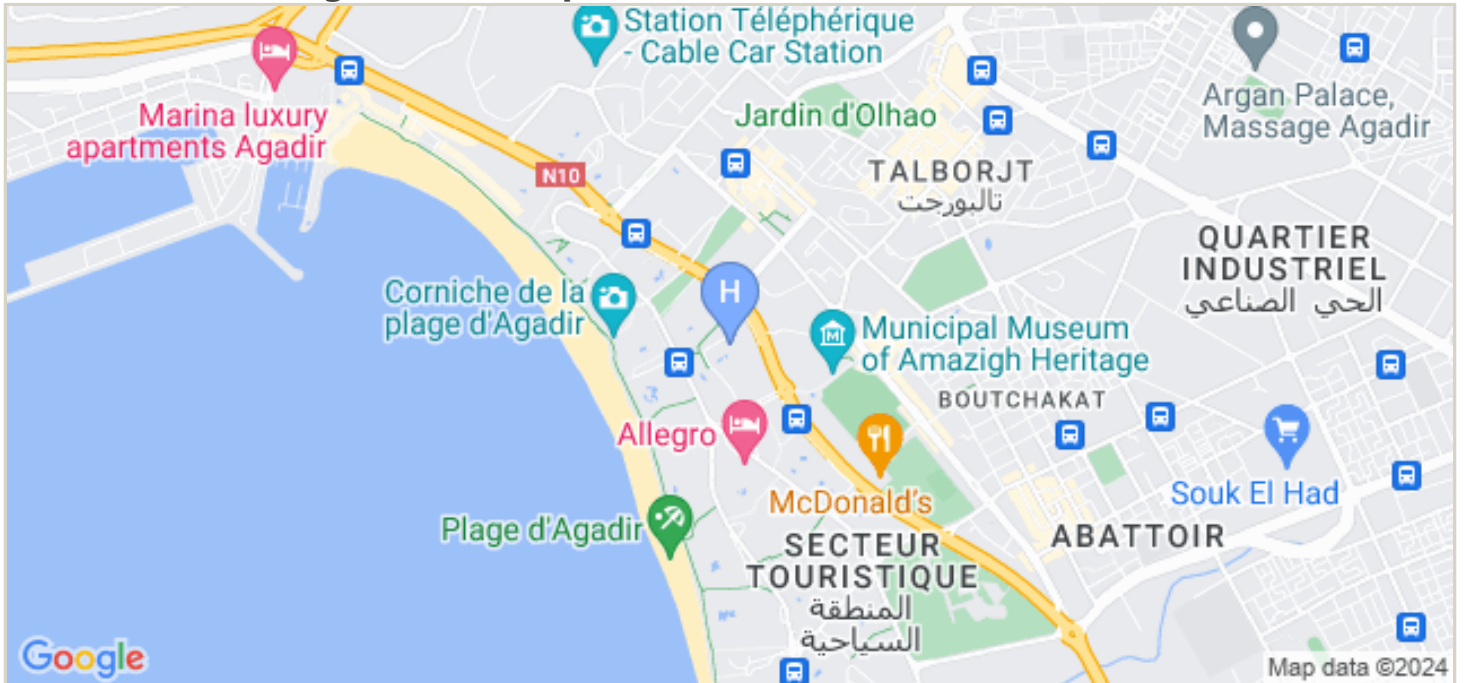 Station Téléphérique
- Cable Car Station
Marina luxury
apartments Agadir
Jardin d'Olhao
Argan Palace,
Massage Agadir
N10
TALBORJT
تالبورجت
QUARTIER
INDUSTRIEL
الحي الصناعي
Corniche de la
plage d'Agadir
H
Municipal Museum
of Amazigh Heritage
BOUTCHAKAT
Allegro
McDonald's
Souk El Had
Plage d'Agadir
SECTEUR
TOURISTIQUE
المنطقة
السياحية
ABATTOIR
Google
Map data ©2024